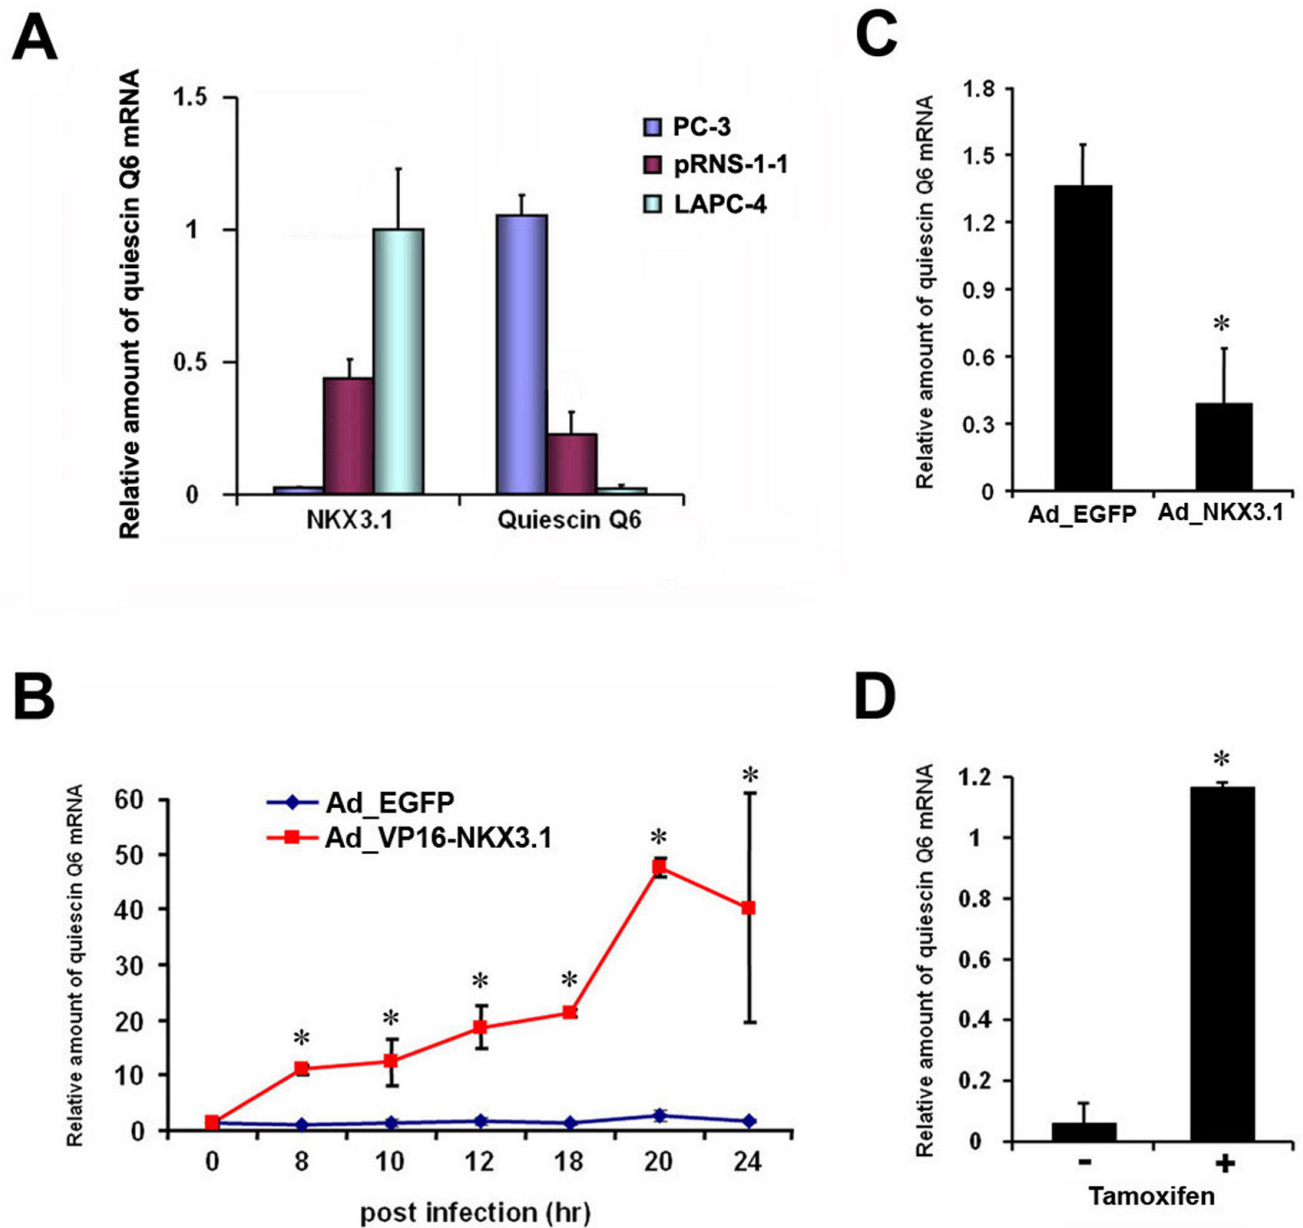 A
Relative amount of quiescin Q6 mRNA
1.5
1
0.5
0
PC-3
pRNS-1-1
LAPC-4
NKX3.1
Quiescin Q6
C
Relative amount of quiescin Q6 mRNA
1.8
1.5
1.2
0.9
0.6
0.3
0
*
Ad_EGFP
Ad_NKX3.1
B
Relative amount of quiescin Q6 mRNA
60
50
40
30
20
10
0
Ad_EGFP
Ad_VP16-NKX3.1
* * * * * *
0 8 10 12 18 20 24
post infection (hr)
D
Relative amount of quiescin Q6 mRNA
1.2
1
0.8
0.6
0.4
0.2
0
*
- +
Tamoxifen